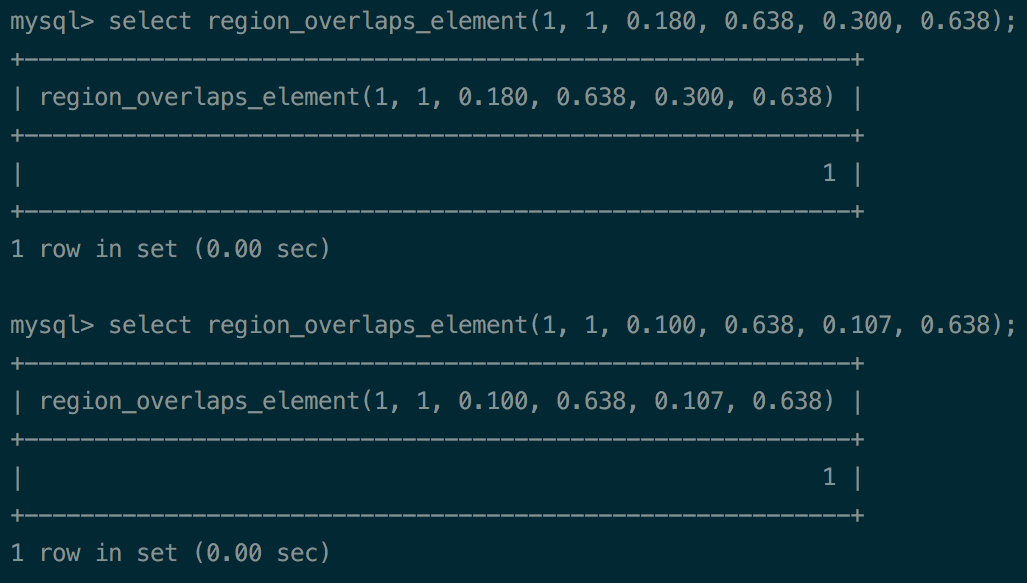 mysql> select region_overlaps_element(1, 1, 0.180, 0.638, 0.300, 0.638);
+-----------------------------------------------------------+
| region_overlaps_element(1, 1, 0.180, 0.638, 0.300, 0.638) |
+-----------------------------------------------------------+
|                                                         1 |
+-----------------------------------------------------------+
1 row in set (0.00 sec)

mysql> select region_overlaps_element(1, 1, 0.100, 0.638, 0.107, 0.638);
+-----------------------------------------------------------+
| region_overlaps_element(1, 1, 0.100, 0.638, 0.107, 0.638) |
+-----------------------------------------------------------+
|                                                         1 |
+-----------------------------------------------------------+
1 row in set (0.00 sec)